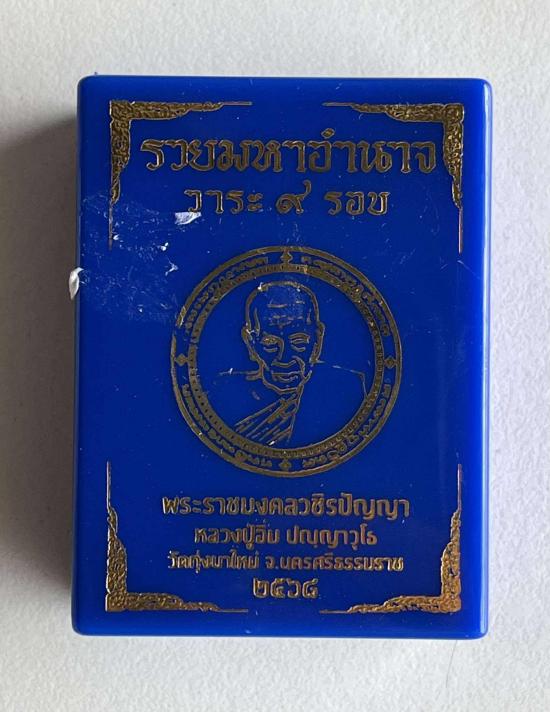 รวยมหาอำนาจ
วาระ ๙ รอบ
พระราชมงคลวชิรปัญญา
หลวงปู่อิ่ม ปญฺญาวุโธ
วัดทุ่งนาใหม่ จ.นครศรีธรรมราช
๒๕๖๘